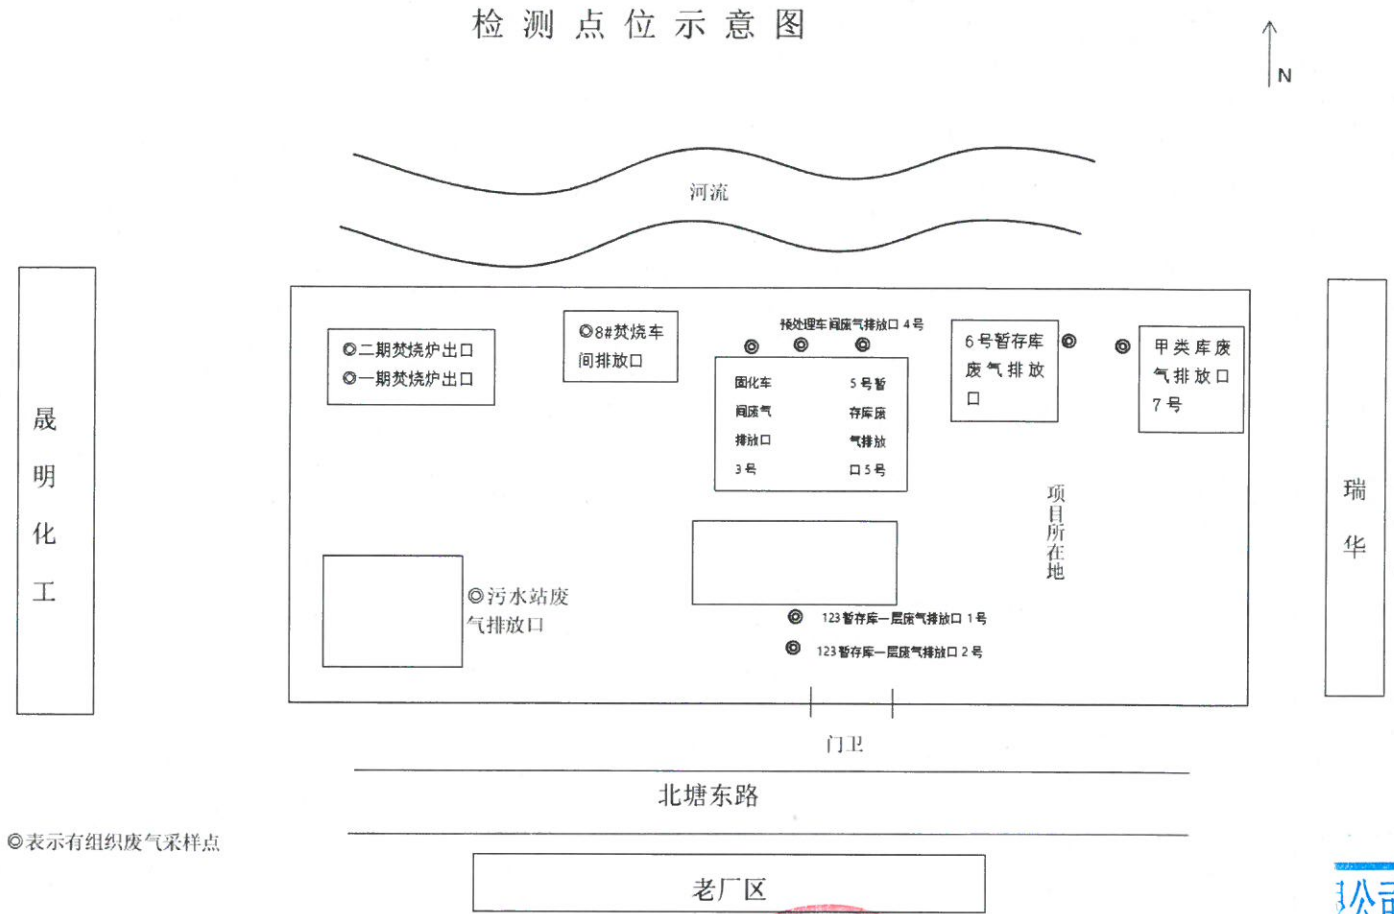 检测点位示意图
N
河流
预处理车间废气排放口 4号
◎8#焚烧车
间排放口
◎二期焚烧炉出口
◎一期焚烧炉出口
6号暂存库
废气排放
口
甲类库废
气排放口
7号
固化车
间废气
排放口
3号
5号暂
存库废
气排放
口5号
晟明化工
瑞华
项目所在地
◎污水站废
气排放口
123暂存库一层废气排放口 1号
123暂存库一层废气排放口 2号
门卫
北塘东路
◎表示有组织废气采样点
老厂区
公司